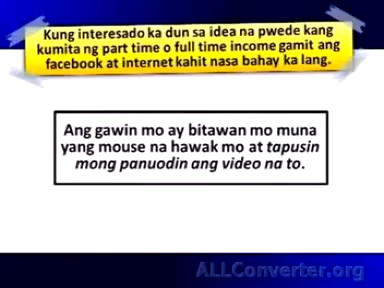 Kung interesado ka dun sa idea na pwede kang
kumita ng part time o full time income gamit ang
facebook at internet kahit nasa bahay ka lang.
Ang gawin mo ay bitawan mo muna
yang mouse na hawak mo at tapusin
mong panuodin ang video na to.
ALLConverter.org